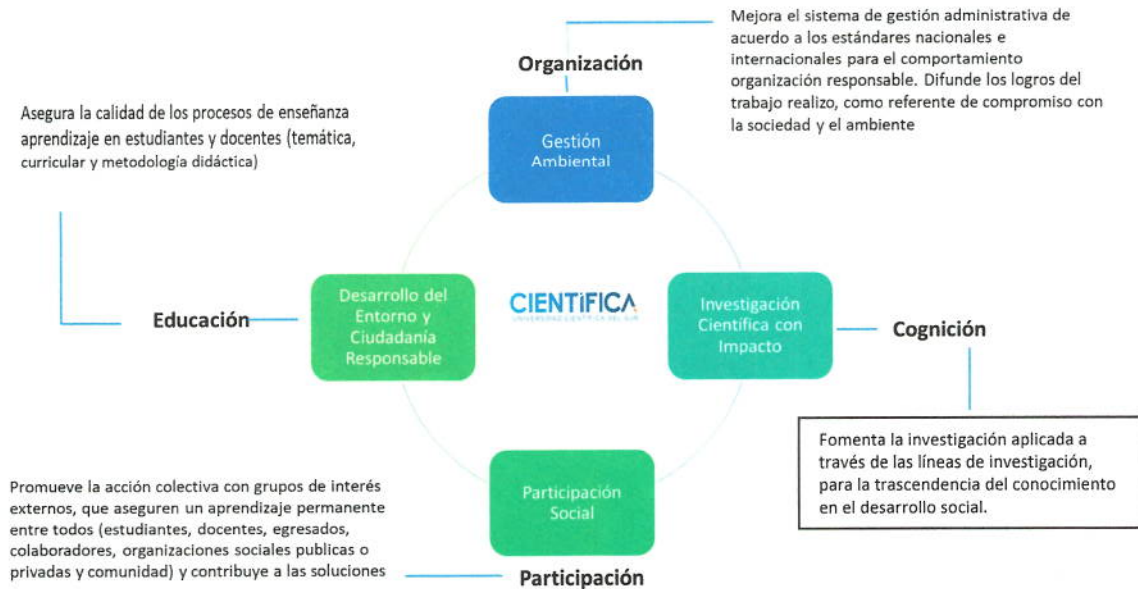 Mejora el sistema de gestión administrativa de
acuerdo a los estándares nacionales e
internacionales para el comportamiento
organización responsable. Difunde los logros del
trabajo realizo, como referente de compromiso con
la sociedad y el ambiente
Organización
Gestión
Ambiental
Asegura la calidad de los procesos de enseñanza
aprendizaje en estudiantes y docentes (temática,
curricular y metodología didáctica)
Educación
Desarrollo del
Entorno y
Ciudadanía
Responsable
CIENTÍFICA
UNIVERSIDAD CIENTÍFICA DEL SUR
Investigación
Científica con
Impacto
Cognición
Fomenta la investigación aplicada a
través de las líneas de investigación,
para la trascendencia del conocimiento
en el desarrollo social.
Participación
Social
Promueve la acción colectiva con grupos de interés
externos, que aseguren un aprendizaje permanente
entre todos (estudiantes, docentes, egresados,
colaboradores, organizaciones sociales publicas o
privadas y comunidad) y contribuye a las soluciones
Participación